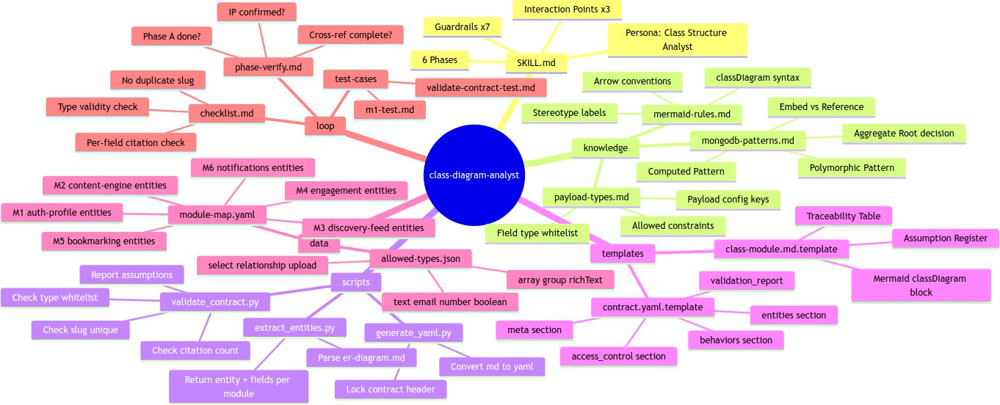 class-diagram-analyst
SKILL.md
Interaction Points x3
Guardrails x7
Persona: Class Structure
Analyst
6 Phases
knowledge
mermaid-rules.md
Arrow conventions
classDiagram syntax
Stereotype labels
mongodb-patterns.md
Embed vs Reference
Aggregate Root decision
Polymorphic Pattern
Computed Pattern
payload-types.md
Payload config keys
Allowed constraints
Field type whitelist
templates
class-module.md.template
Traceability Table
Assumption Register
Mermaid classDiagram
block
contract.yaml.template
validation_report
entities section
behaviors section
access_control section
meta section
scripts
validate_contract.py
Report assumptions
Check type whitelist
Check slug unique
Check citation count
extract_entities.py
Parse er-diagram.md
Return entity + fields per
module
generate_yaml.py
Convert md to yaml
Lock contract header
data
module-map.yaml
M6 notifications entities
M2 content-engine entities
M4 engagement entities
M1 auth-profile entities
M3 discovery-feed entities
M5 bookmarking entities
allowed-types.json
select relationship upload
array group richText
text email number boolean
loop
phase-verify.md
IP confirmed?
Phase A done?
Cross-ref complete?
test-cases
validate-contract-test.md
m1-test.md
checklist.md
No duplicate slug
Type validity check
Per-field citation check